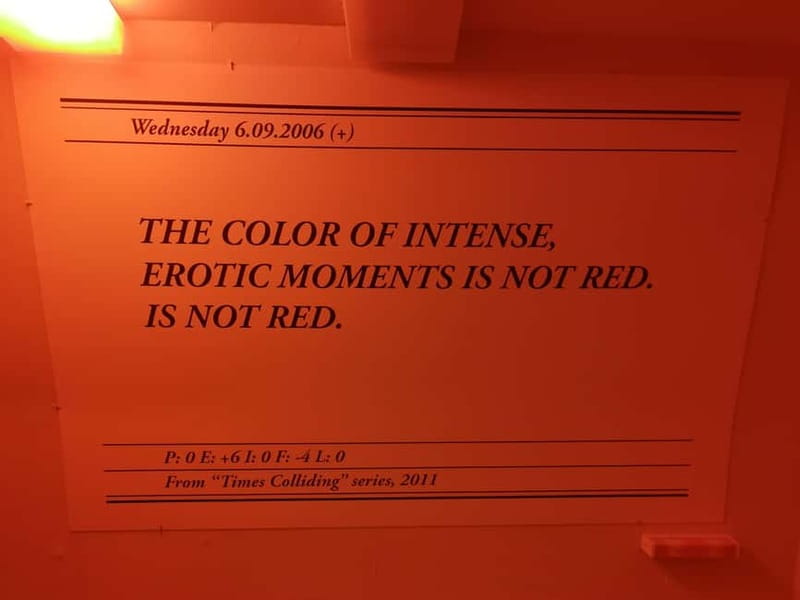 Wednesday 6.09.2006 (+)
THE COLOR OF INTENSE,
EROTIC MOMENTS IS NOT RED.
IS NOT RED.
P: 0 E: +6 I: 0 F: -4 L: 0
From “Times Colliding” series, 2011